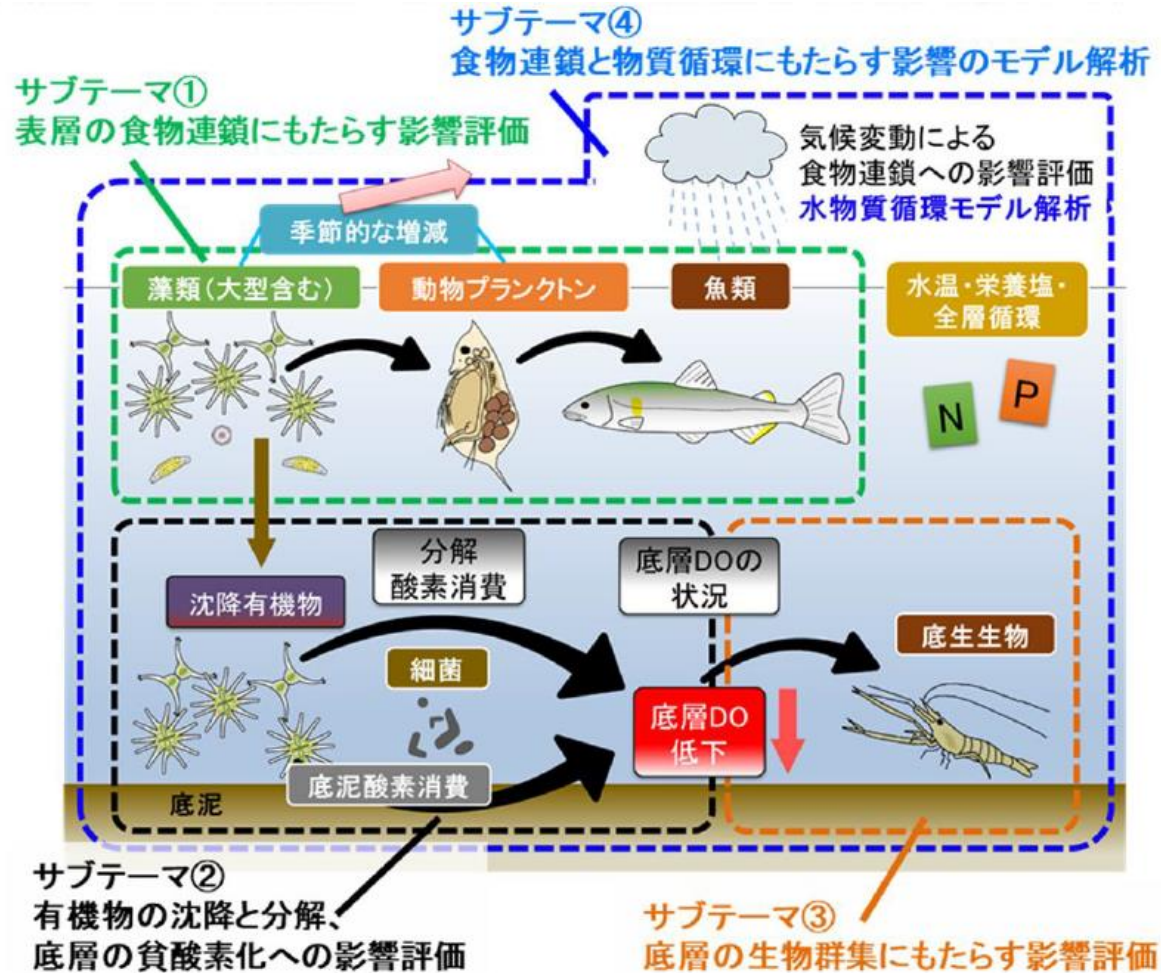 サブテーマ④
食物連鎖と物質循環にもたらす影響のモデル解析
サブテーマ①
表層の食物連鎖にもたらす影響評価
気候変動による
食物連鎖への影響評価
水物質循環モデル解析
季節的な増減
藻類(大型含む)
動物プランクトン
魚類
水温・栄養塩・
全層循環
N
P
分解
酸素消費
底層DOの
状況
沈降有機物
底生生物
細菌
底層DO
低下
底泥酸素消費
底泥
サブテーマ②
有機物の沈降と分解、
底層の貧酸素化への影響評価
サブテーマ③
底層の生物群集にもたらす影響評価